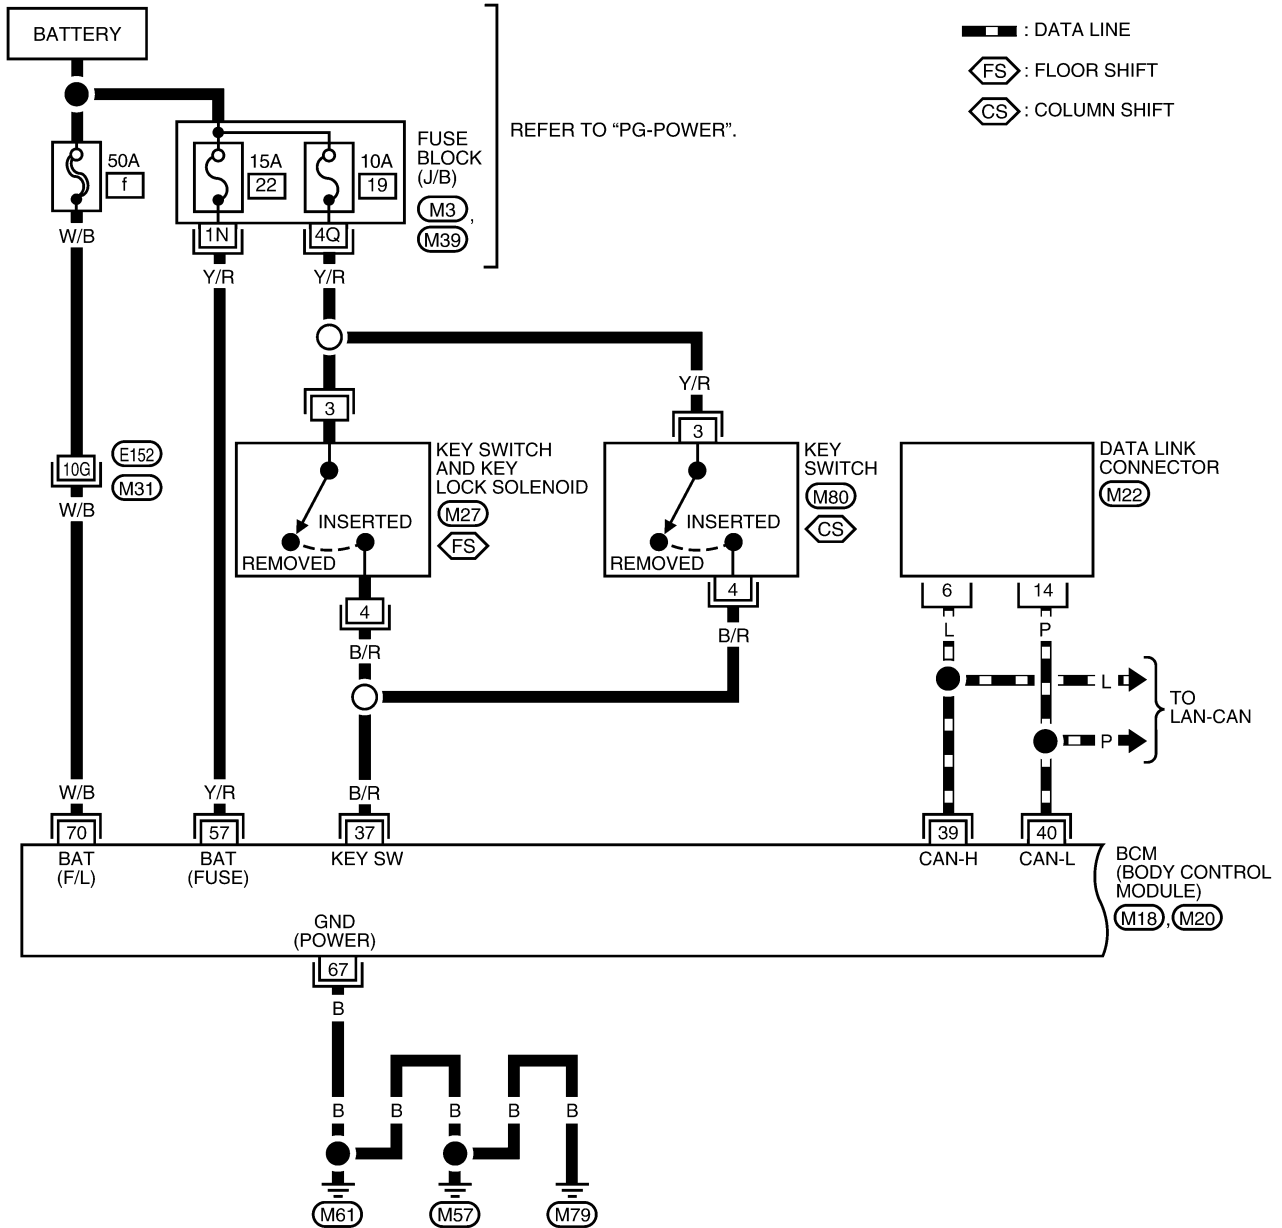 BATTERY
: DATA LINE
FS : FLOOR SHIFT
CS : COLUMN SHIFT
REFER TO “PG-POWER”.
50A
f
15A
22
10A
19
FUSE
BLOCK
(J/B)
M3 ,
M39
1N
4Q
W/B
Y/R
Y/R
3
Y/R
3
10G
E152
M31
W/B
KEY SWITCH
AND KEY
LOCK SOLENOID
M27
FS
INSERTED
REMOVED
KEY
SWITCH
M80
CS
INSERTED
REMOVED
DATA LINK
CONNECTOR
M22
4
4
6
14
B/R
B/R
L
P
L
P
TO
LAN-CAN
W/B
Y/R
B/R
70
57
37
39
40
BAT
(F/L)
BAT
(FUSE)
KEY SW
CAN-H
CAN-L
BCM
(BODY CONTROL
MODULE)
M18 , M20
GND
(POWER)
67
B
B
B
B
B
B
M61
M57
M79